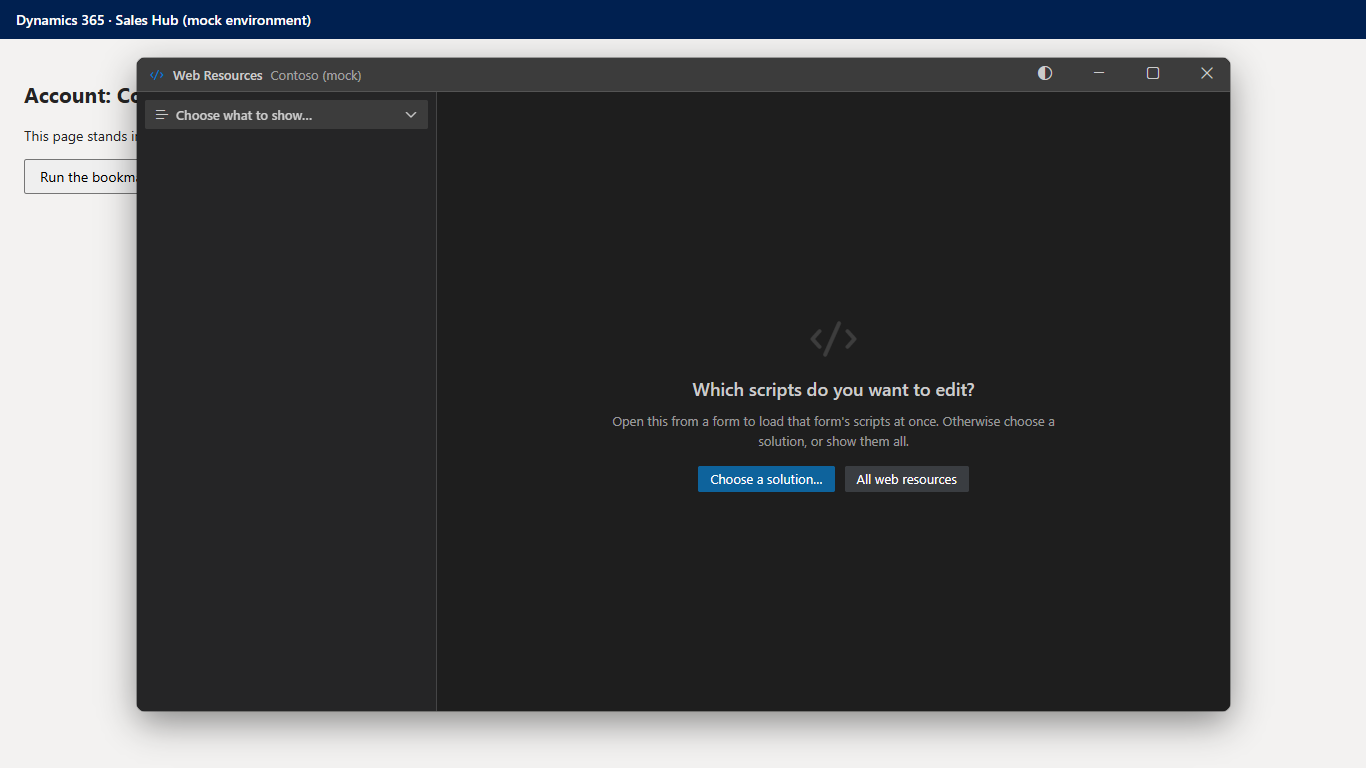 Dynamics 365 · Sales Hub (mock environment)
</> Web Resources Contoso (mock)
Account: Co
Choose what to show...
This page stands i
Run the bookma
</>
Which scripts do you want to edit?
Open this from a form to load that form's scripts at once. Otherwise choose a
solution, or show them all.
Choose a solution... All web resources